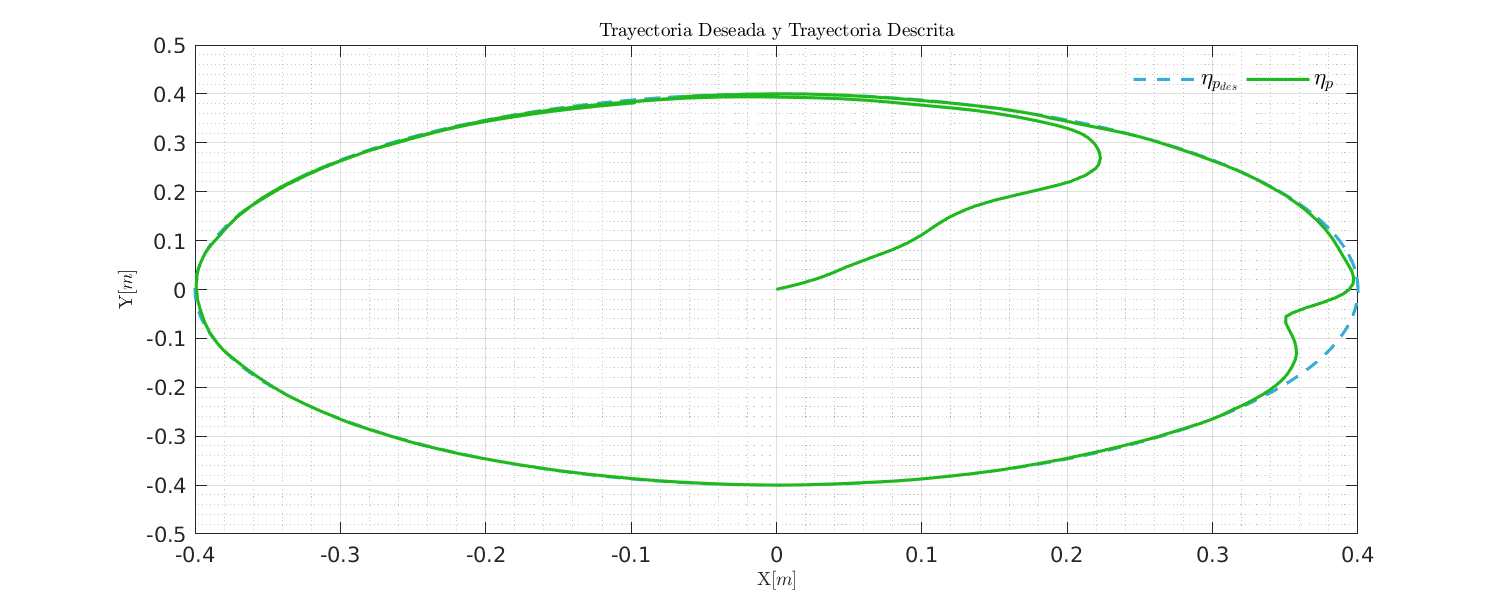 Trayectoria Deseada y Trayectoria Descrita
η_{p_{des}} η_p
0.5
0.4
0.3
0.2
0.1
0
-0.1
-0.2
-0.3
-0.4
-0.5
Y[m]
-0.4 -0.3 -0.2 -0.1 0 0.1 0.2 0.3 0.4
X[m]